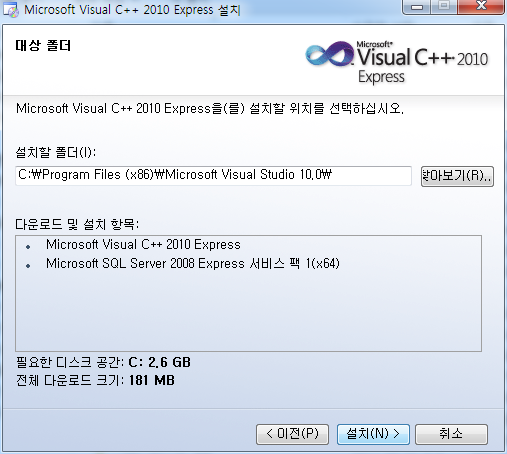 Microsoft Visual C++ 2010 Express 설치
대상 폴더
Microsoft®
Visual C++ 2010
Express
Microsoft Visual C++ 2010 Express을(를) 설치할 위치를 선택하십시오.
설치할 폴더(I):
C:₩Program Files (x86)₩Microsoft Visual Studio 10.0₩
찾아보기(R)..
다운로드 및 설치 항목:
• Microsoft Visual C++ 2010 Express
• Microsoft SQL Server 2008 Express 서비스 팩 1(x64)
필요한 디스크 공간: C: 2.6 GB
전체 다운로드 크기: 181 MB
< 이전(P)
설치(N) >
취소